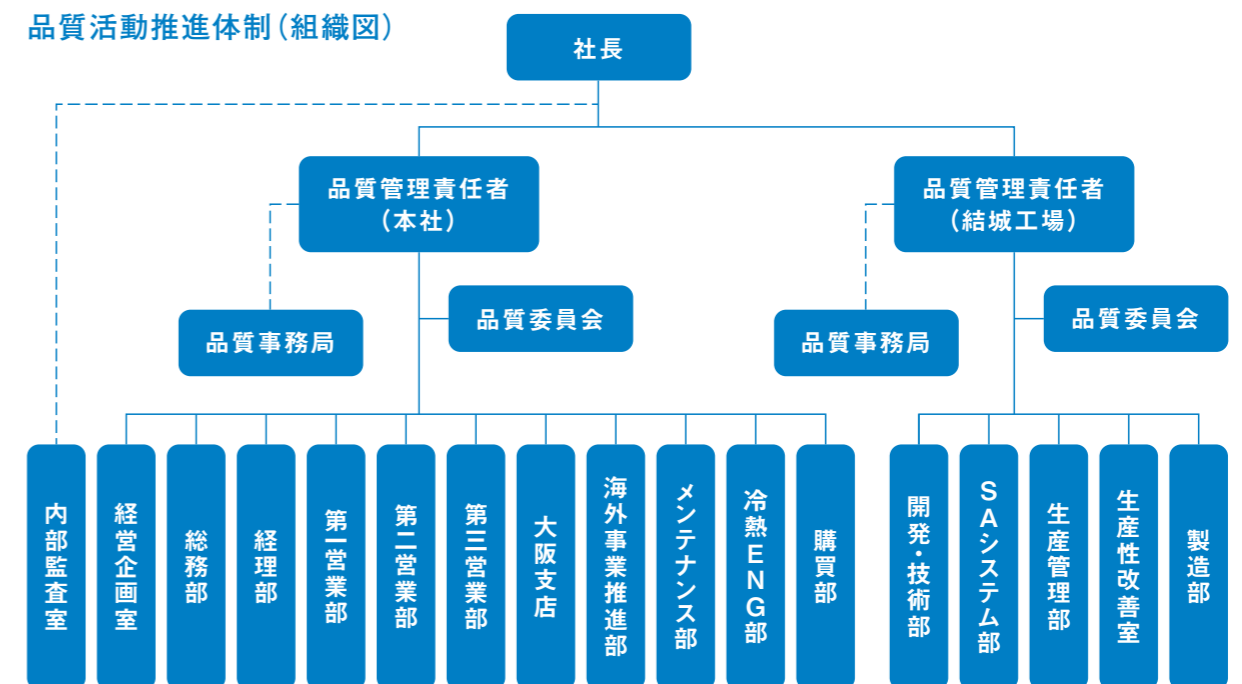 品質活動推進体制（組織図）
社長
品質管理責任者
（本社）
品質管理責任者
（結城工場）
品質事務局
品質委員会
品質事務局
品質委員会
内部監査室
経営企画室
総務部
経理部
第一営業部
第二営業部
第三営業部
大阪支店
海外事業推進部
メンテナンス部
冷熱ENG部
購買部
開発・技術部
SAシステム部
生産管理部
生産性改善室
製造部